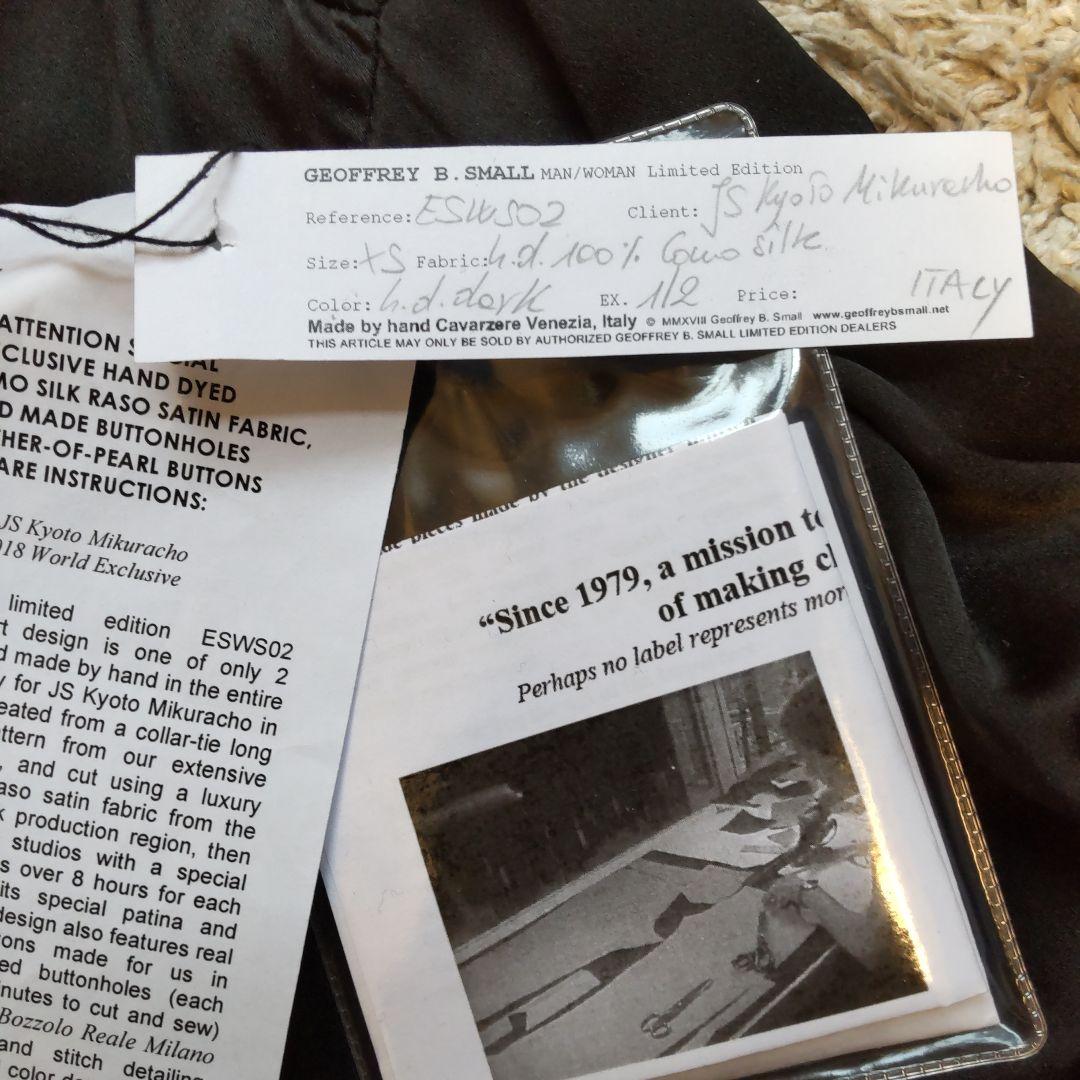 GEOFFREY B. SMALL MAN/WOMAN Limited Edition
Reference: ESWS02 Client: JS Kyoto Mikuracho
Size: XS Fabric: h.d. 100% Como silk
Color: h.d. dark EX. 1/2 Price: ITALY
Made by hand Cavarzere Venezia, Italy © MMXVIII Geoffrey B. Small www.geoffreybsmall.net
THIS ARTICLE MAY ONLY BE SOLD BY AUTHORIZED GEOFFREY B. SMALL LIMITED EDITION DEALERS
ATTENTION
CLUSIVE HAND DYED
MO SILK RASO SATIN FABRIC,
D MADE BUTTONHOLES
HER-OF-PEARL BUTTONS
ARE INSTRUCTIONS:
JS Kyoto Mikuracho
018 World Exclusive
limited edition ESWS02
rt design is one of only 2
d made by hand in the entire
y for JS Kyoto Mikuracho in
eated from a collar-tie long
ttern from our extensive
, and cut using a luxury
aso satin fabric from the
k production region, then
studios with a special
s over 8 hours for each
its special patina and
design also features real
ons made for us in
ed buttonholes (each
inutes to cut and sew)
Bozzolo Reale Milano
and stitch detailing
color
pieces made by the designer
“Since 1979, a mission to
of making cl
Perhaps no label represents mor